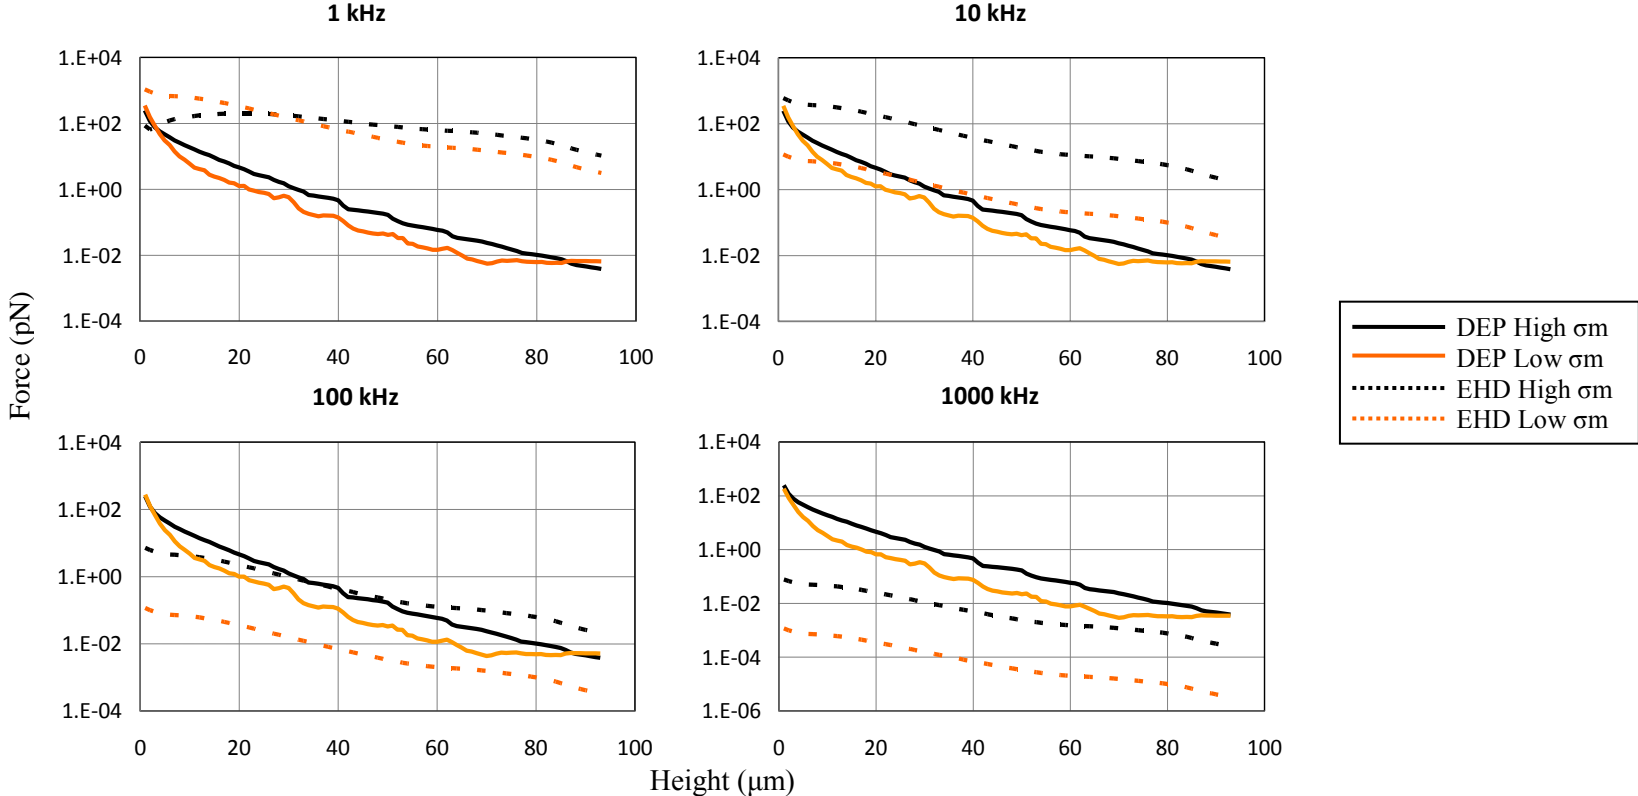 1 kHz
1.E+04
1.E+02
1.E+00
1.E-02
1.E-04
0 20 40 60 80 100
10 kHz
1.E+04
1.E+02
1.E+00
1.E-02
1.E-04
0 20 40 60 80 100
Force (pN)
100 kHz
1.E+04
1.E+02
1.E+00
1.E-02
1.E-04
0 20 40 60 80 100
1000 kHz
1.E+04
1.E+02
1.E+00
1.E-02
1.E-04
1.E-06
0 20 40 60 80 100
Height (μm)
DEP High σm
DEP Low σm
EHD High σm
EHD Low σm